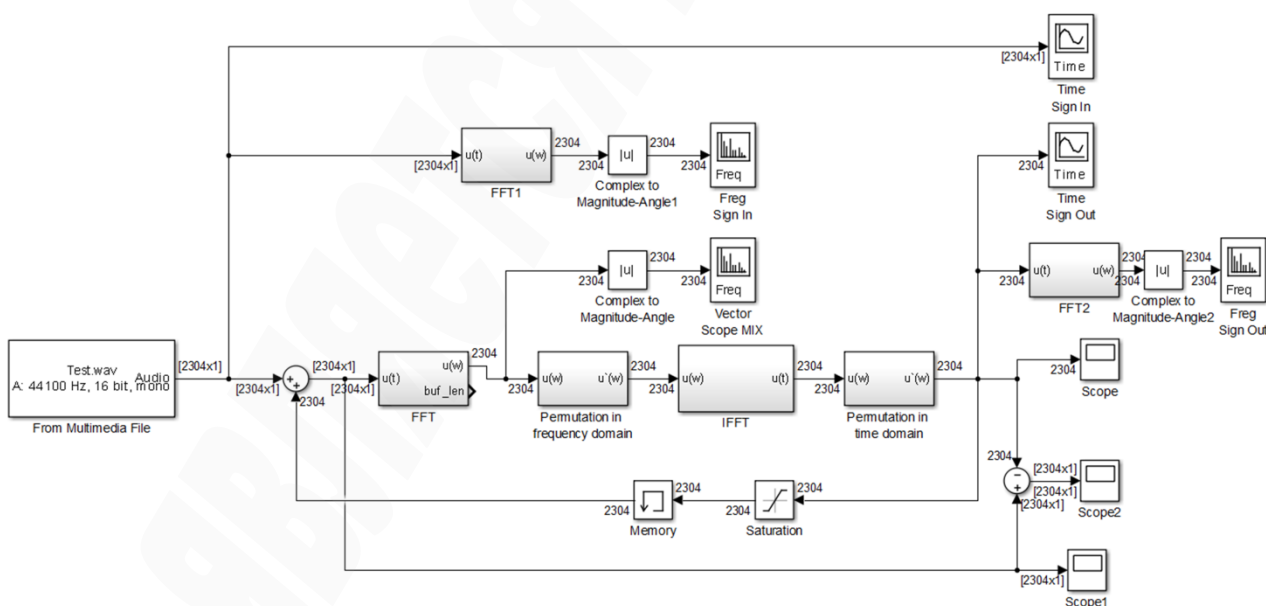 Time
[2304x1]
Time
Sign In
u(t) u(w)
2304
2304
|u|
2304
2304
Freq
[2304x1]
FFT1
Complex to
Magnitude-Angle1
Freg
Sign In
Time
2304
Time
Sign Out
2304
|u|
2304
2304
Freq
Complex to
Magnitude-Angle
Vector
Scope MIX
u(t) u(w)
2304
2304
2304
|u|
2304
2304
Freq
FFT2
Complex to
Magnitude-Angle2
Freg
Sign Out
Test.wav
A: 44100 Hz, 16 bit, mono
Audio
From Multimedia File
[2304x1]
[2304x1]
2304
[2304x1]
[2304x1]
u(t) u(w)
buf_len
FFT
2304
2304
u(w) u`(w)
Permutation in
frequency domain
2304
2304
u(w) u(t)
IFFT
2304
2304
u(w) u`(w)
Permutation in
time domain
2304
2304
Scope
2304
2304
Memory
2304
2304
Saturation
2304
2304
[2304x1]
[2304x1]
[2304x1]
Scope2
[2304x1]
Scope1